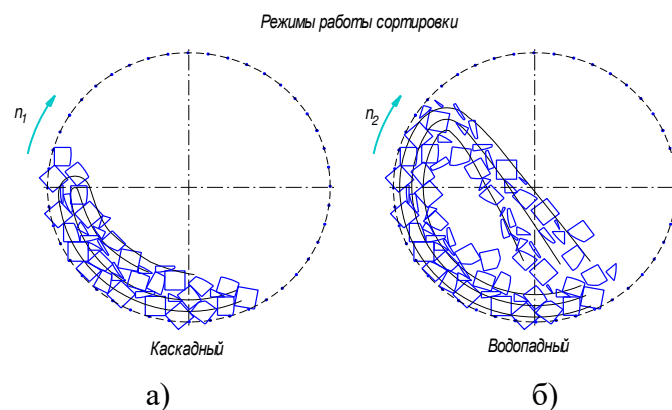 Режимы работы сортировки
n1
n2
Каскадный
Водопадный
а)
б)